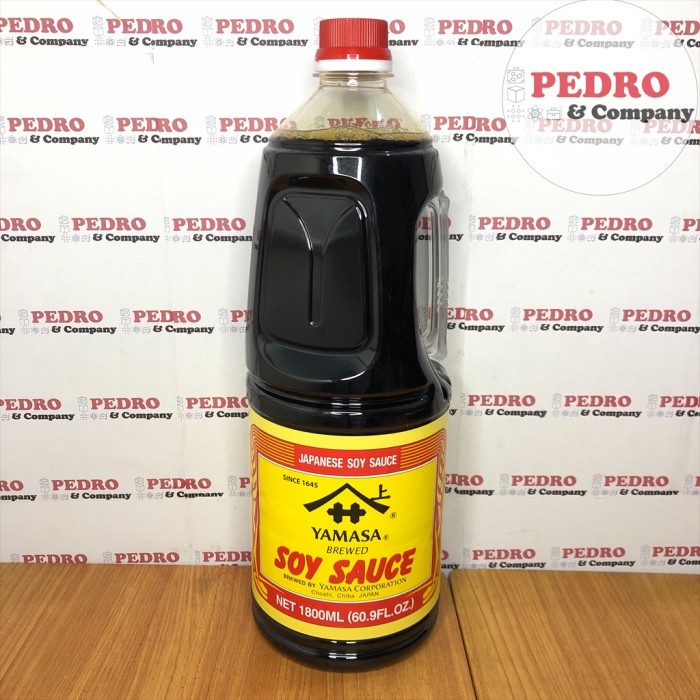 PEDRO
& Company
JAPANESE SOY SAUCE
SINCE 1645
上
®
YAMASA®
BREWED
SOY SAUCE
BREWED BY YAMASA CORPORATION
Choshi, Chiba JAPAN
NET 1800ML (60.9FL.OZ.)